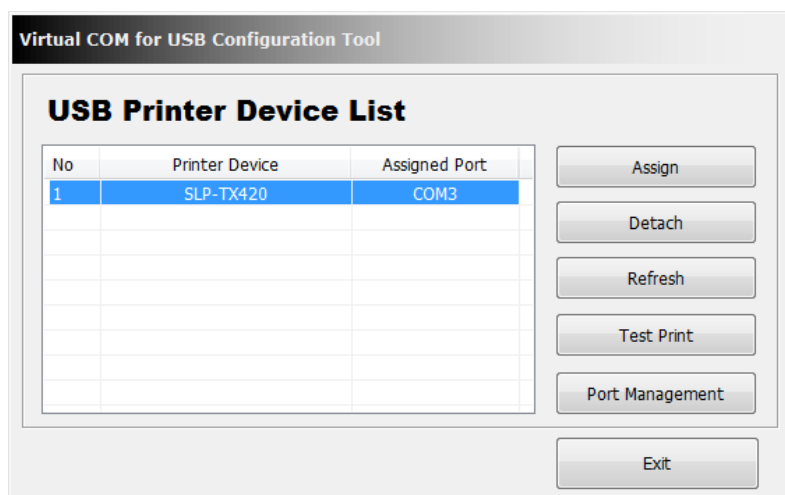 Virtual COM for USB Configuration Tool
USB Printer Device List
No Printer Device Assigned Port
1 SLP-TX420 COM3
Assign
Detach
Refresh
Test Print
Port Management
Exit